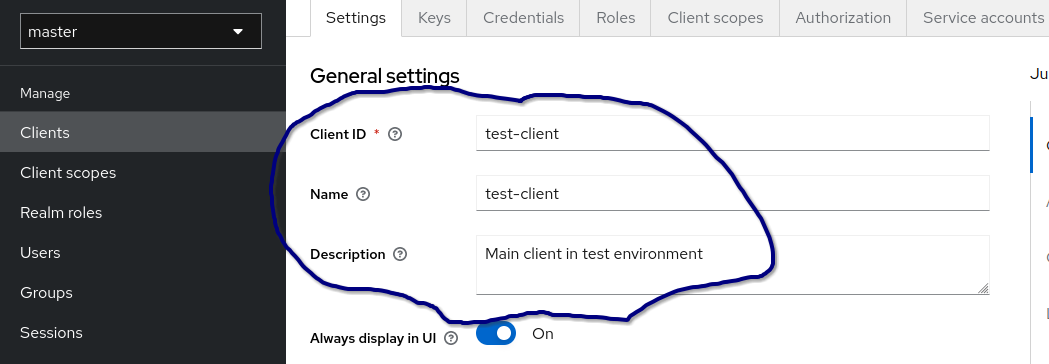 master
Manage
Clients
Client scopes
Realm roles
Users
Groups
Sessions
Settings Keys Credentials Roles Client scopes Authorization Service accounts
General settings
Client ID * test-client
Name test-client
Description Main client in test environment
Always display in UI On